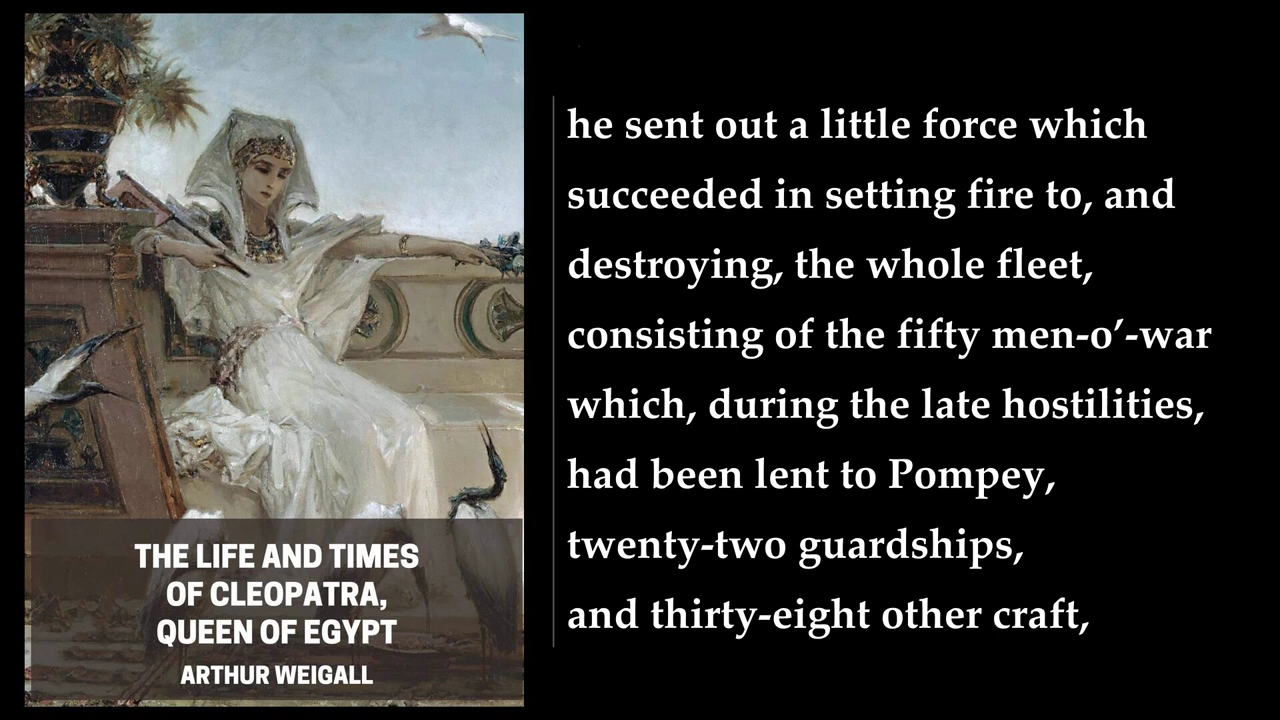 THE LIFE AND TIMES
OF CLEOPATRA,
QUEEN OF EGYPT
ARTHUR WEIGALL
he sent out a little force which
succeeded in setting fire to, and
destroying, the whole fleet,
consisting of the fifty men-o’-war
which, during the late hostilities,
had been lent to Pompey,
twenty-two guardships,
and thirty-eight other craft,